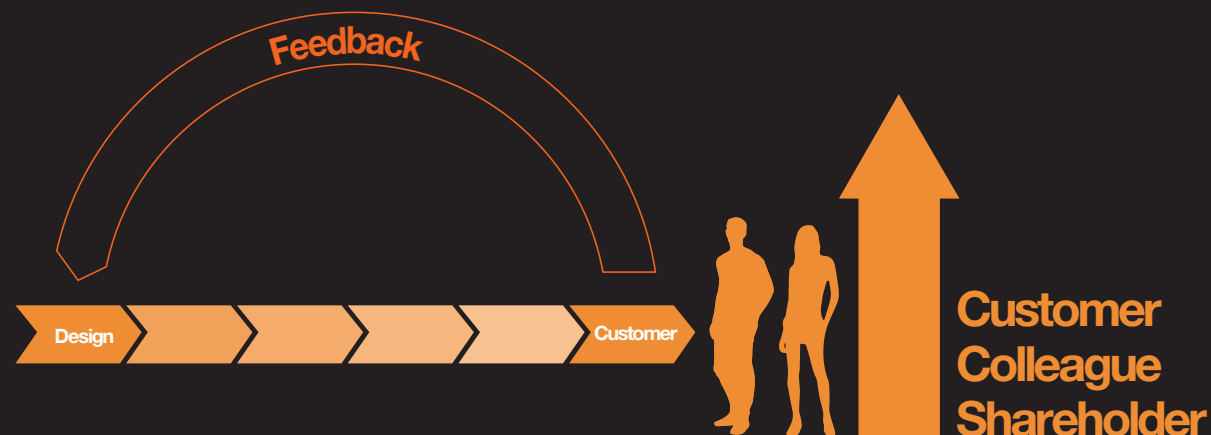 Feedback
Design
Customer
Customer
Colleague
Shareholder